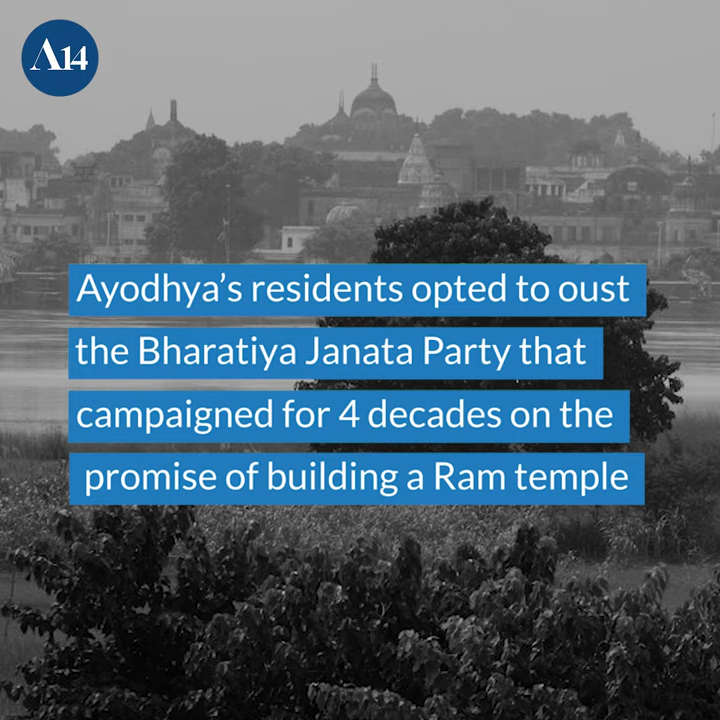 A14
Ayodhya’s residents opted to oust
the Bharatiya Janata Party that
campaigned for 4 decades on the
promise of building a Ram temple